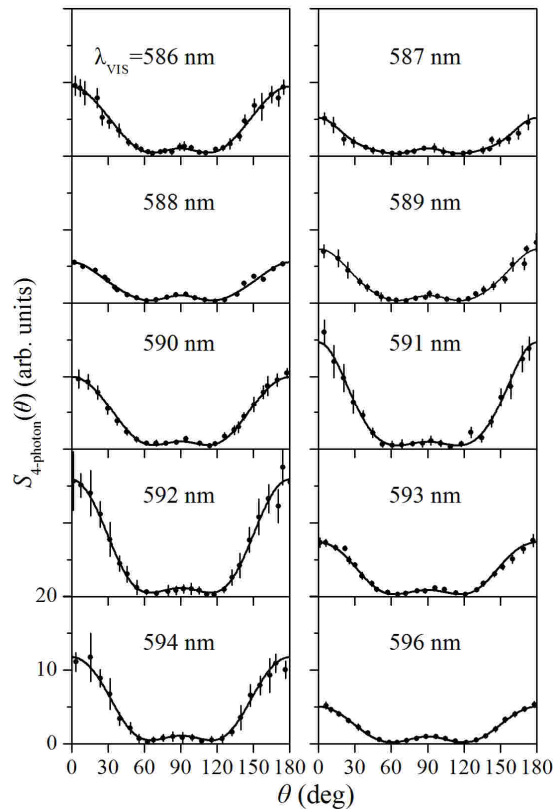 λVIS=586 nm
587 nm
588 nm
589 nm
590 nm
591 nm
592 nm
593 nm
594 nm
596 nm
S4-photon(θ) (arb. units)
20
10
0
0 30 60 90 120 150 180
0 30 60 90 120 150 180
θ (deg)
θ (deg)